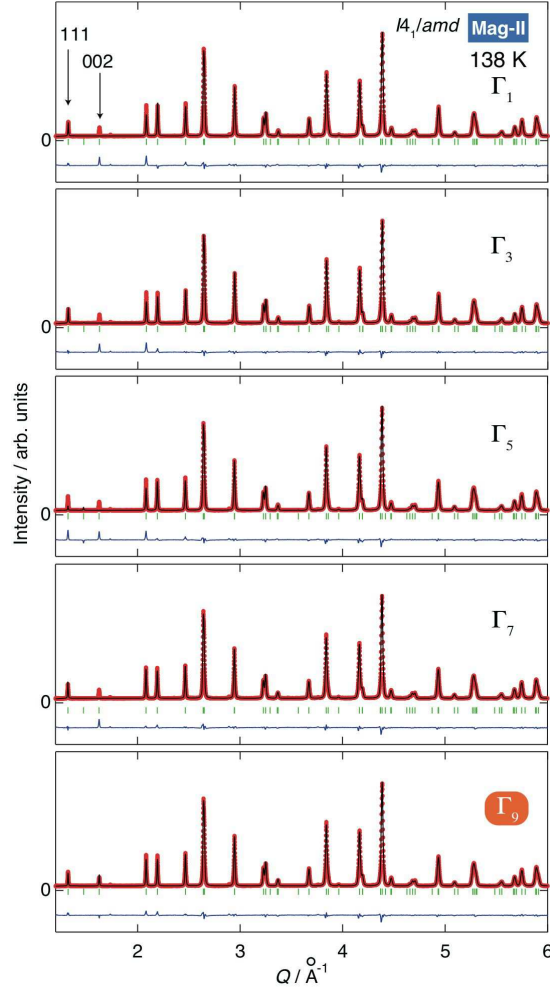 111
002
I4₁/amd Mag-II
138 K
Γ₁
0
Γ₃
0
Γ₅
0
Γ₇
0
Γ₉
0
Intensity / arb. units
2 3 4 5 6
Q / Å⁻¹